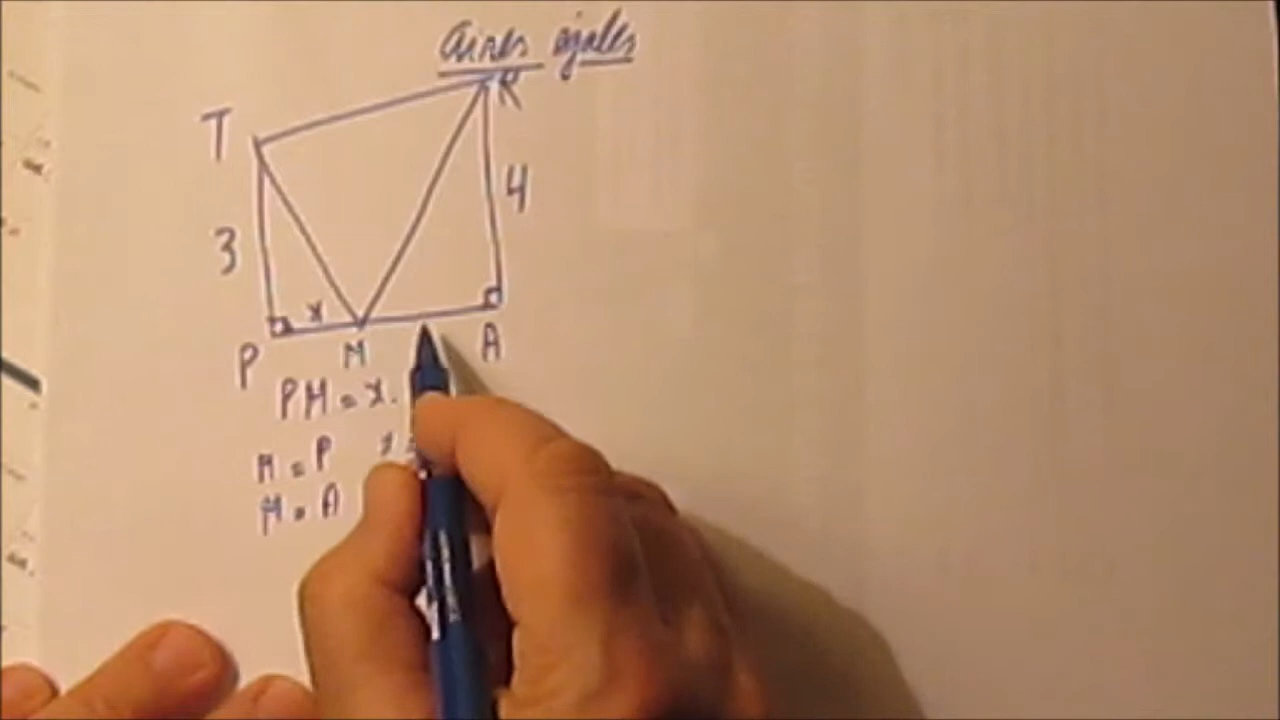 aires égales
R
T
4
3
x
P
M
A
PM = x.
M = P
M = A